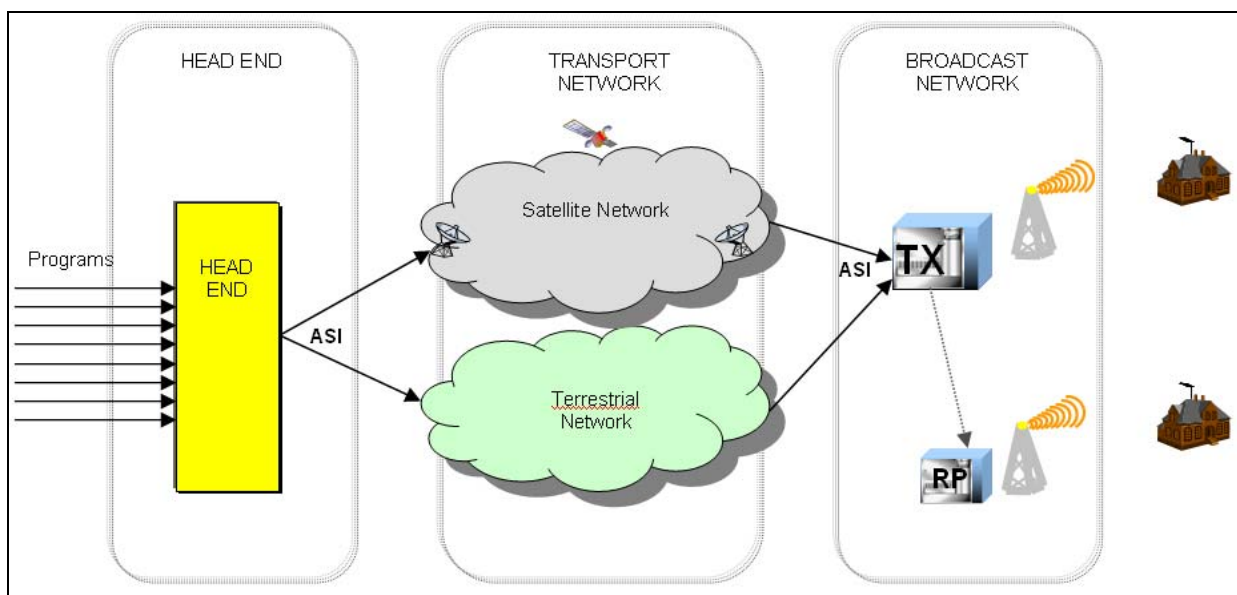 HEAD END
TRANSPORT
NETWORK
BROADCAST
NETWORK
Satellite Network
Programs
HEAD
END
ASI
ASI
TX
Terrestrial
Network
RP